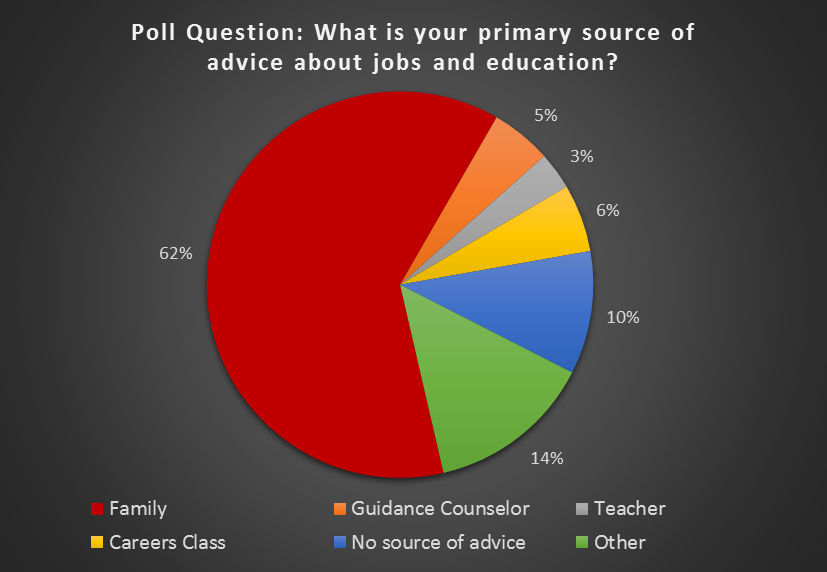 Poll Question: What is your primary source of
advice about jobs and education?
5%
3%
6%
62%
10%
14%
Family
Guidance Counselor
Teacher
Careers Class
No source of advice
Other